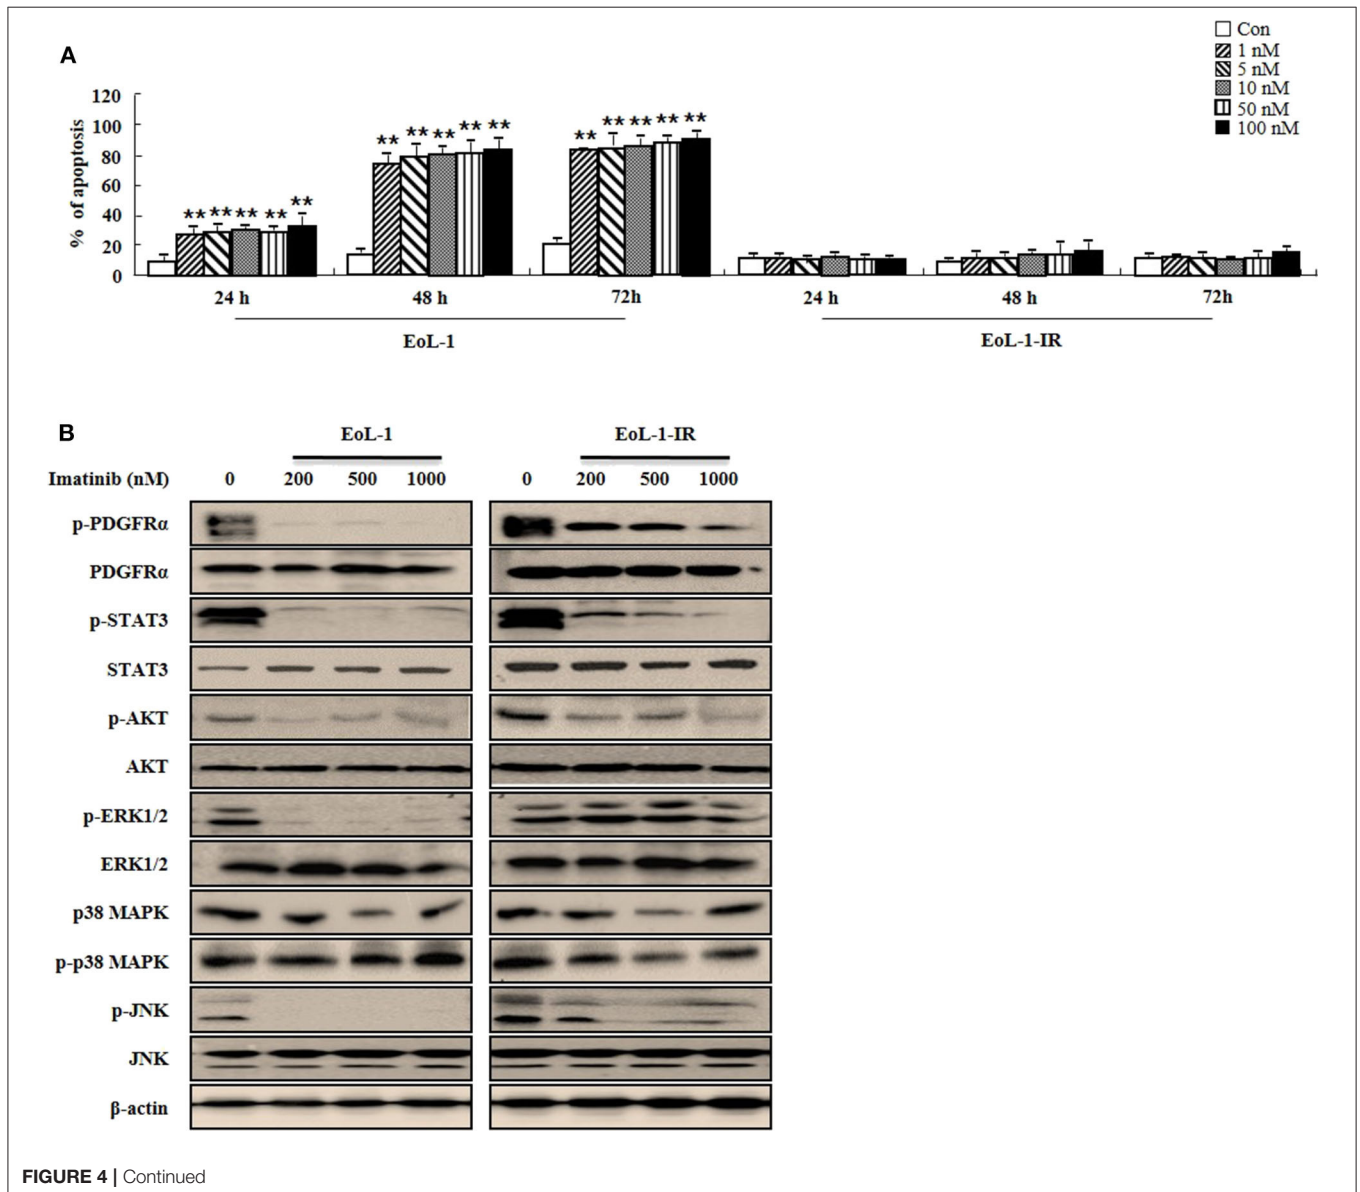 A
Con
1 nM
5 nM
10 nM
50 nM
100 nM
% of apoptosis
120
100
80
60
40
20
0
** ** ** ** **
** ** ** ** **
** ** ** ** **
24 h 48 h 72h 24 h 48 h 72h
EoL-1 EoL-1-IR
B
EoL-1 EoL-1-IR
Imatinib (nM) 0 200 500 1000 0 200 500 1000
p-PDGFRα
PDGFRα
p-STAT3
STAT3
p-AKT
AKT
p-ERK1/2
ERK1/2
p38 MAPK
p-p38 MAPK
p-JNK
JNK
β-actin
FIGURE 4 | Continued